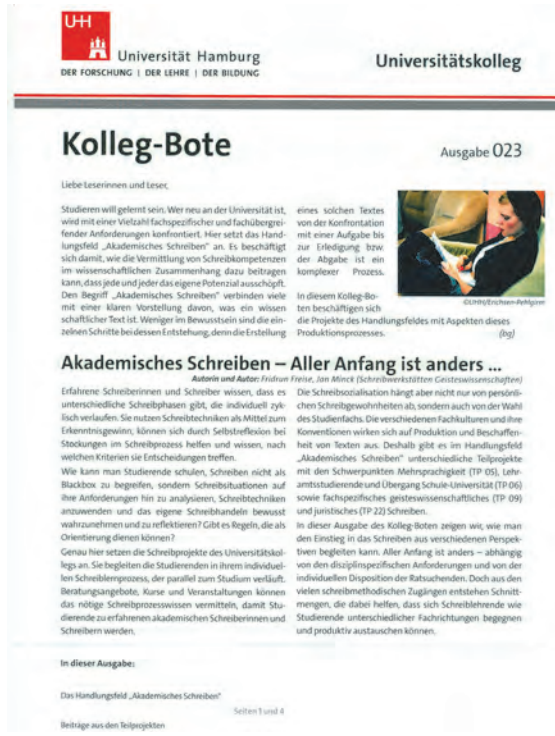 UHH
Universität Hamburg
DER FORSCHUNG | DER LEHRE | DER BILDUNG
Universitätskolleg
Kolleg-Bote
Ausgabe 023
Liebe Leserinnen und Leser,
Studieren will gelernt sein. Wer neu an der Universität ist,
wird mit einer Vielzahl fachspezifischer und fachübergrei-
fender Anforderungen konfrontiert. Hier setzt das Hand-
lungsfeld „Akademisches Schreiben" an. Es beschäftigt
sich damit, wie die Vermittlung von Schreibkompetenzen
im wissenschaftlichen Zusammenhang dazu beitragen
kann, dass jede und jeder das eigene Potenzial ausschöpft.
Den Begriff „Akademisches Schreiben" verbinden viele
mit einer klaren Vorstellung davon, was ein wissen
schaftlicher Text ist. Weniger im Bewusstsein sind die ein-
zelnen Schritte bei dessen Entstehung, denn die Erstellung
eines solchen Textes
von der Konfrontation
mit einer Aufgabe bis
zur Erledigung bzw.
der Abgabe ist ein
komplexer Prozess.
©UHH/Erichsen-Rehfgiren
In diesem Kolleg-Bo-
ten beschäftigen sich
die Projekte des Handlungsfeldes mit Aspekten dieses
Produktionsprozesses. (bg)
Akademisches Schreiben – Aller Anfang ist anders ...
Autorin und Autor: Fridrun Freise, Jan Minck (Schreibwerkstätten Geisteswissenschaften)
Erfahrene Schreiberinnen und Schreiber wissen, dass es
unterschiedliche Schreibphasen gibt, die individuell zyk-
lisch verlaufen. Sie nutzen Schreibtechniken als Mittel zum
Erkenntnisgewinn, können sich durch Selbstreflexion bei
Stockungen im Schreibprozess helfen und wissen, nach
welchen Kriterien sie Entscheidungen treffen.
Wie kann man Studierende schulen, Schreiben nicht als
Blackbox zu begreifen, sondern Schreibsituationen auf
ihre Anforderungen hin zu analysieren, Schreibtechniken
anzuwenden und das eigene Schreibhandeln bewusst
wahrzunehmen und zu reflektieren? Gibt es Regeln, die als
Orientierung dienen können?
Genau hier setzen die Schreibprojekte des Universitätskol-
legs an. Sie begleiten die Studierenden in ihrem individuel-
len Schreiblernprozess, der parallel zum Studium verläuft.
Beratungsangebote, Kurse und Veranstaltungen können
das nötige Schreibprozesswissen vermitteln, damit Stu-
dierende zu erfahrenen akademischen Schreiberinnen und
Schreibern werden.
Die Schreibsozialisation hängt aber nicht nur von persönli-
chen Schreibgewohnheiten ab, sondern auch von der Wahl
des Studienfachs. Die verschiedenen Fachkulturen und ihre
Konventionen wirken sich auf Produktion und Beschaffen-
heit von Texten aus. Deshalb gibt es im Handlungsfeld
„Akademisches Schreiben" unterschiedliche Teilprojekte
mit den Schwerpunkten Mehrsprachigkeit (TP 05), Lehr-
amtsstudierende und Übergang Schule-Universität (TP 06)
sowie fachspezifisches geisteswissenschaftliches (TP 09)
und juristisches (TP 22) Schreiben.
In dieser Ausgabe des Kolleg-Boten zeigen wir, wie man
den Einstieg in das Schreiben aus verschiedenen Perspek-
tiven begleiten kann. Aller Anfang ist anders – abhängig
von den disziplinspezifischen Anforderungen und von der
individuellen Disposition der Ratsuchenden. Doch aus den
vielen schreibmethodischen Zugängen entstehen Schnitt-
mengen, die dabei helfen, dass sich Schreiblehrende wie
Studierende unterschiedlicher Fachrichtungen begegnen
und produktiv austauschen können.
In dieser Ausgabe:
Das Handlungsfeld „Akademisches Schreiben"
Seiten 1 und 4
Beiträge aus den Teilprojekten